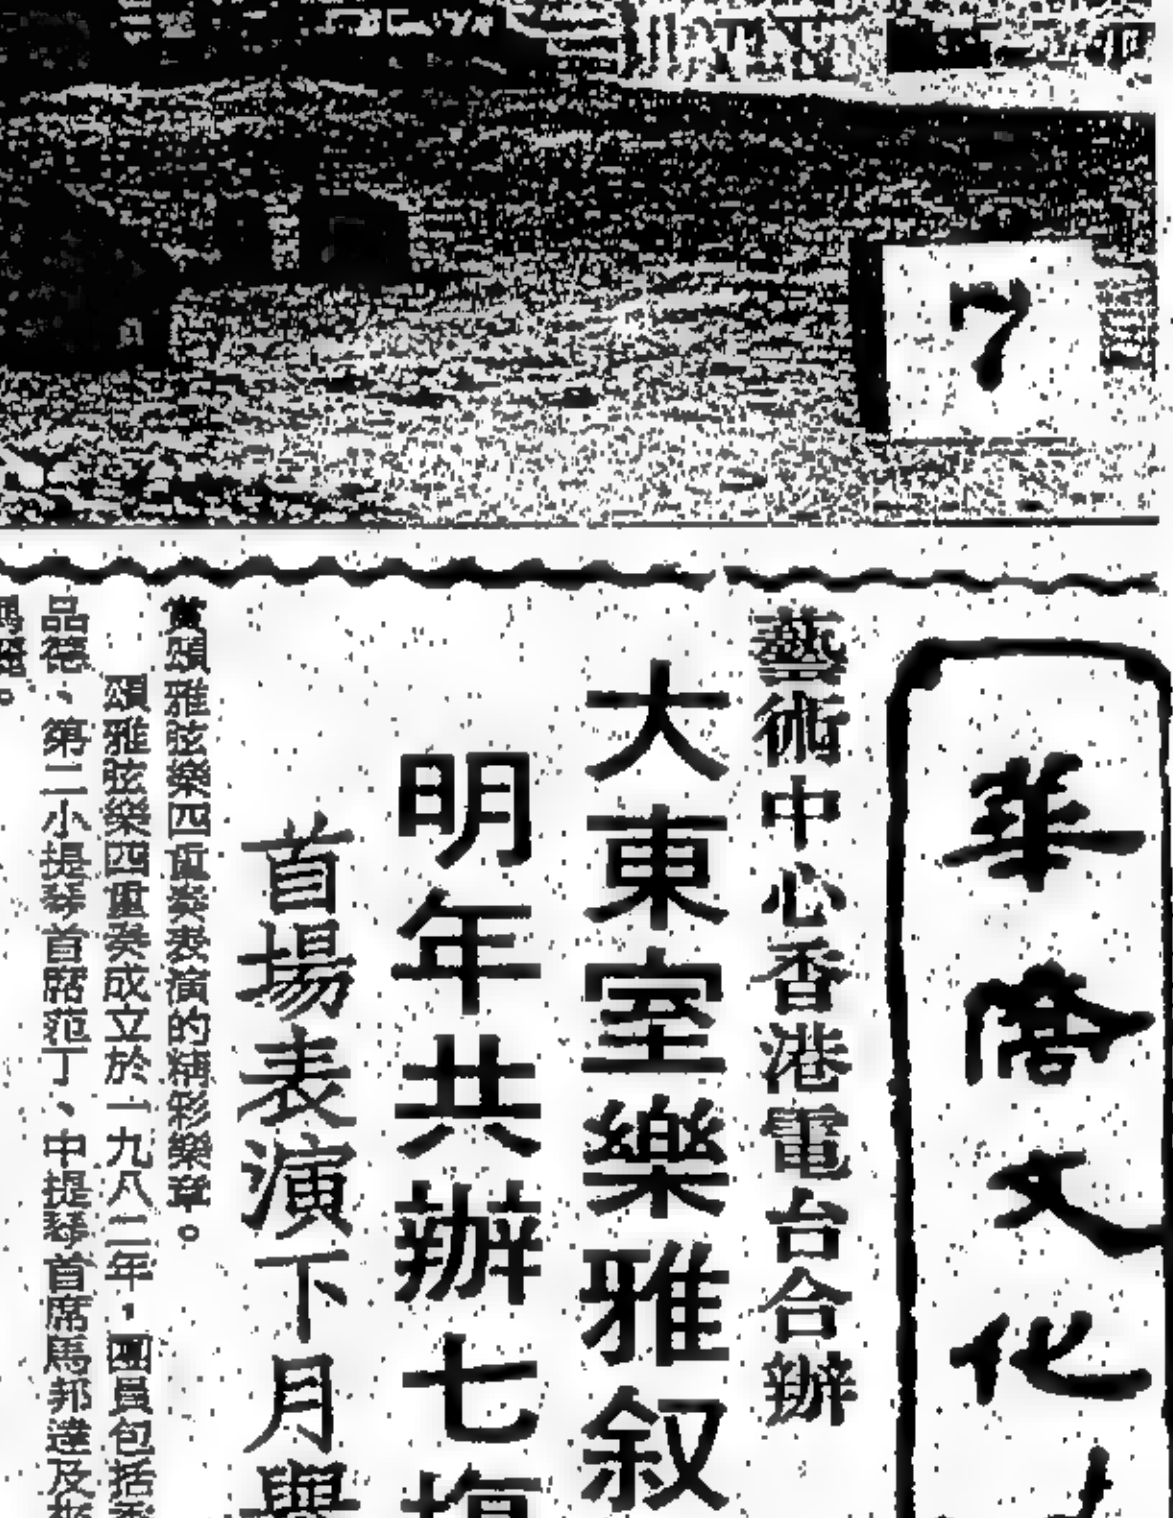 7
華僑文化
藝術中心香港電台合辦
大東室樂雅叙
明年共辦七
首場表演下月
賞頌雅弦樂四重奏表演的精彩樂章。
頌雅弦樂四重奏成立於一九八二年，團員包括
品德、第二小提琴首席范丁、中提琴首席馬邦達及